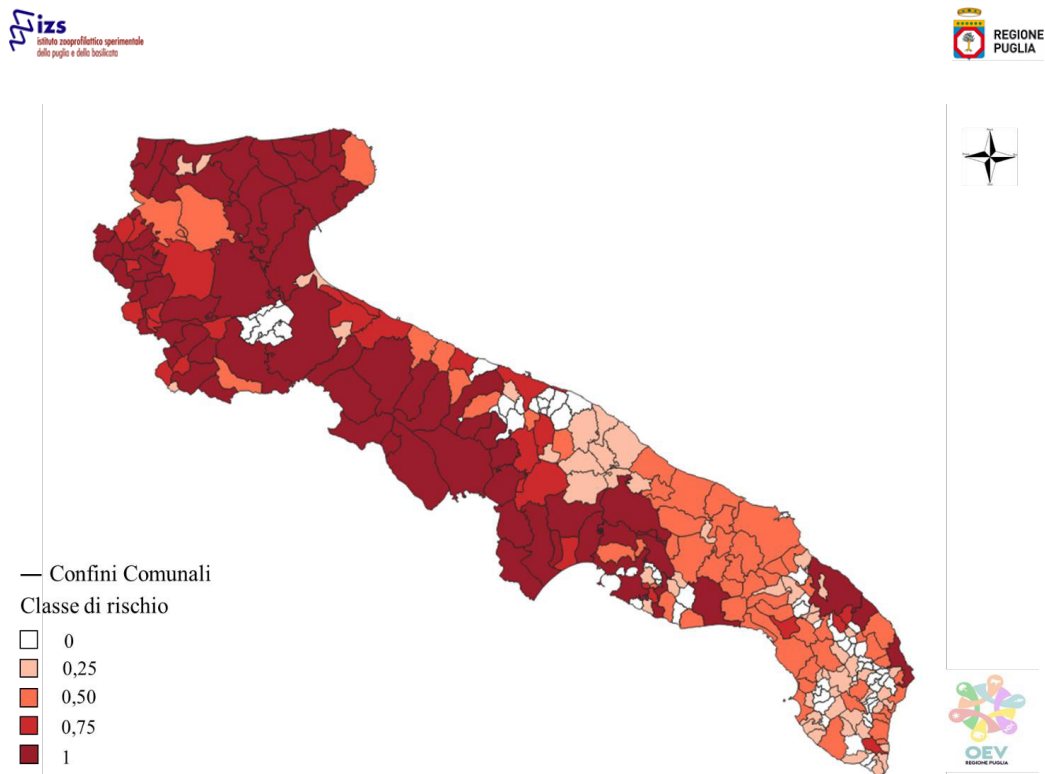 izs
istituto zooprofilattico sperimentale
della puglia e della basilicata
REGIONE
PUGLIA
Confini Comunali
Classe di rischio
0
0,25
0,50
0,75
1
OEV
REGIONE PUGLIA